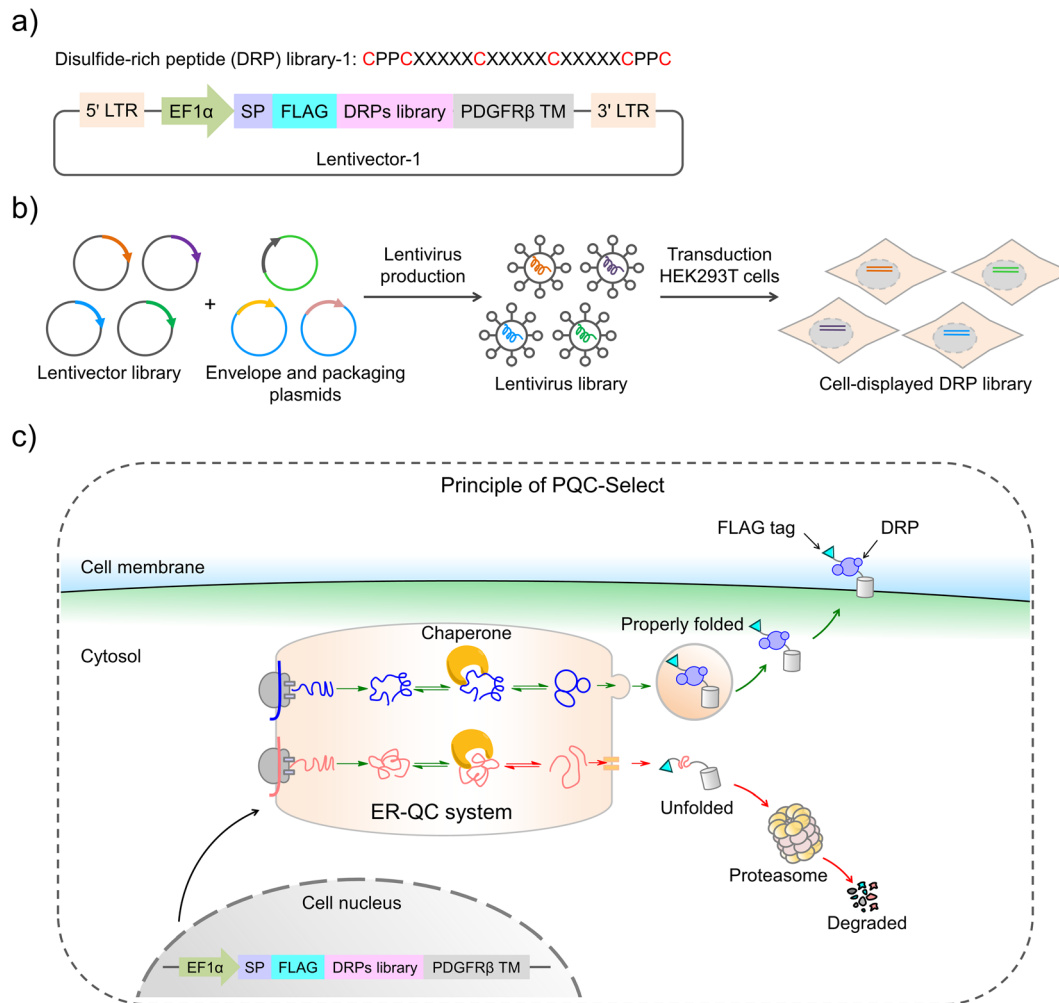 a)
Disulfide-rich peptide (DRP) library-1: CPPCXXXXXCXXXXXCXXXXXCPPC
5' LTR EF1α SP FLAG DRPs library PDGFRβ TM 3' LTR
Lentivector-1
b)
Lentivirus
production
Transduction
HEK293T cells
+
Lentivector library
Envelope and packaging
plasmids
Lentivirus library
Cell-displayed DRP library
c)
Principle of PQC-Select
FLAG tag
DRP
Cell membrane
Properly folded
Chaperone
Cytosol
ER-QC system
Unfolded
Proteasome
Degraded
Cell nucleus
EF1α SP FLAG DRPs library PDGFRβ TM